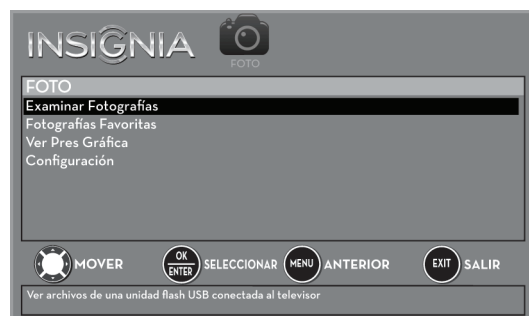 INSIGNIA
FOTO
FOTO
Examinar Fotografías
Fotografías Favoritas
Ver Pres Gráfica
Configuración
MOVER
OK
ENTER
SELECCIONAR
MENU
ANTERIOR
EXIT
SALIR
Ver archivos de una unidad flash USB conectada al televisor